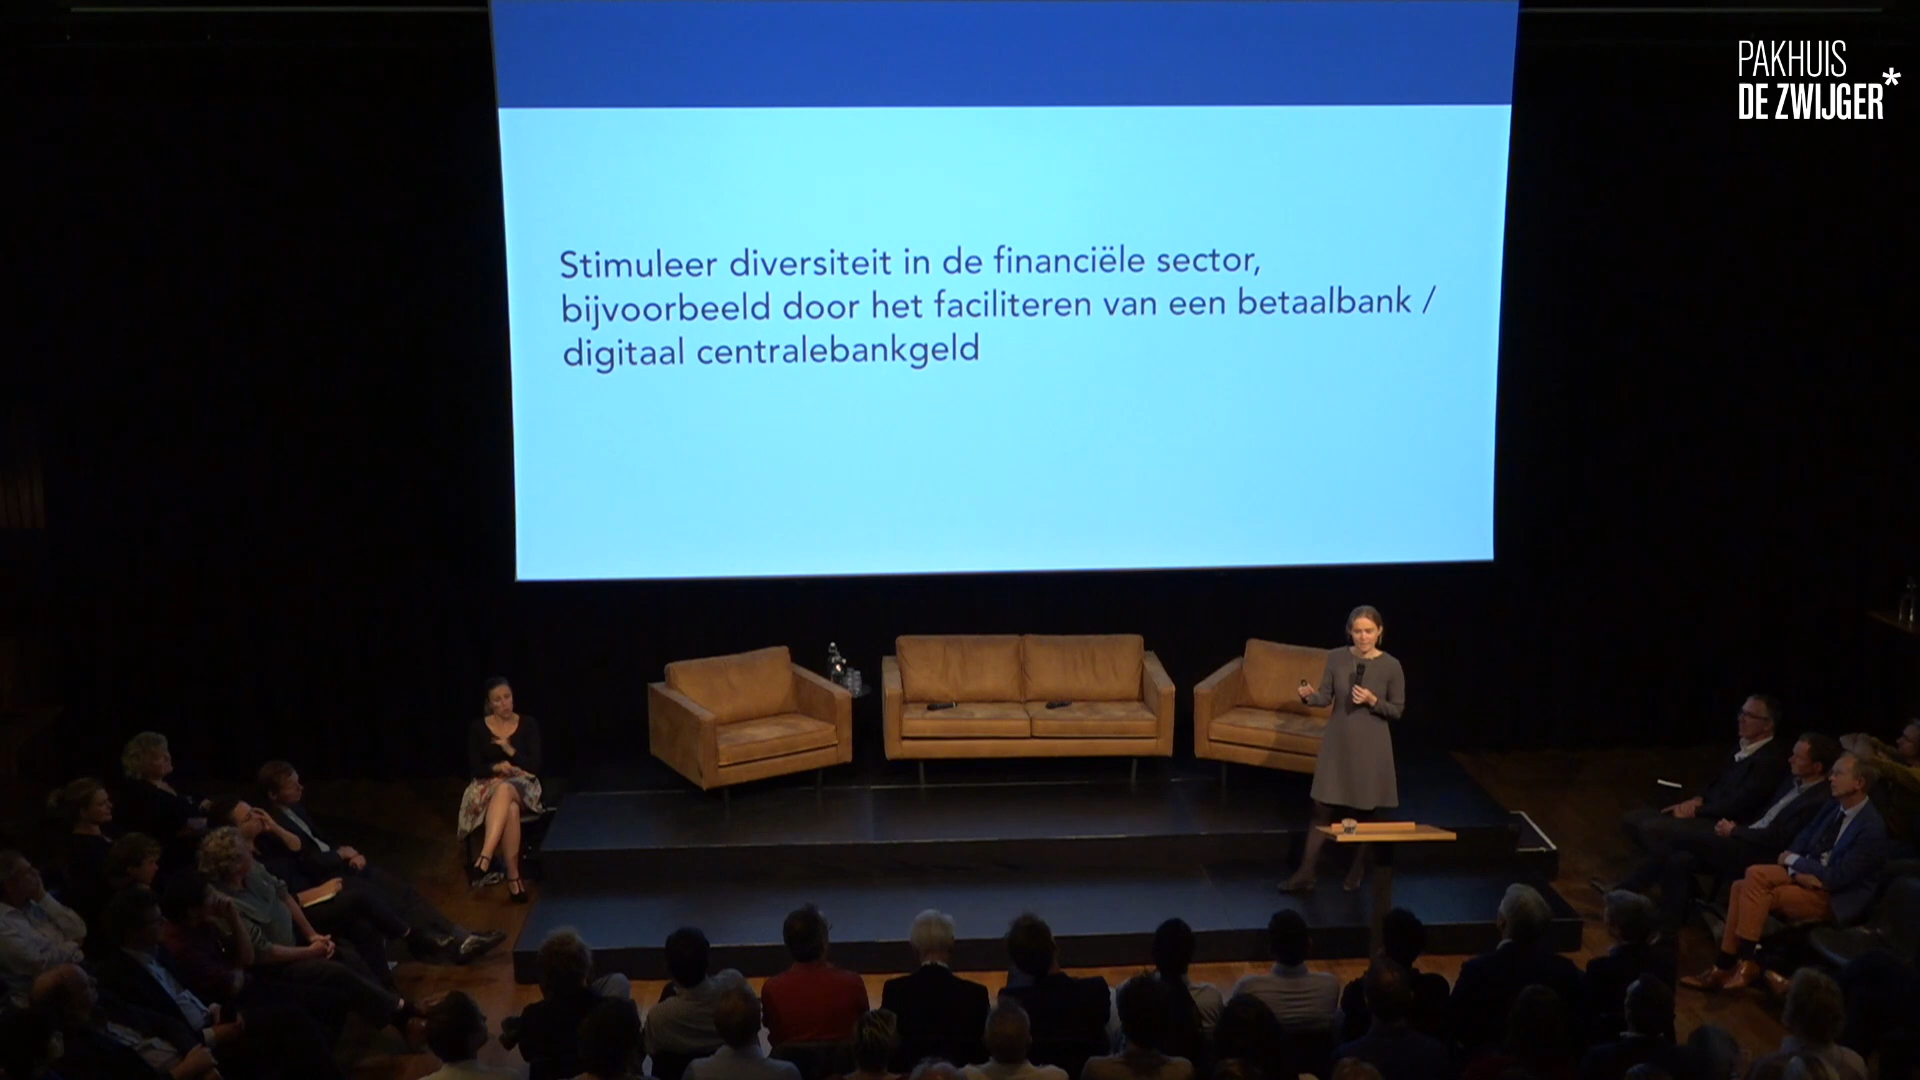 PAKHUIS
DE ZWIJGER*
Stimuleer diversiteit in de financiële sector,
bijvoorbeeld door het faciliteren van een betaalbank /
digitaal centralebankgeld